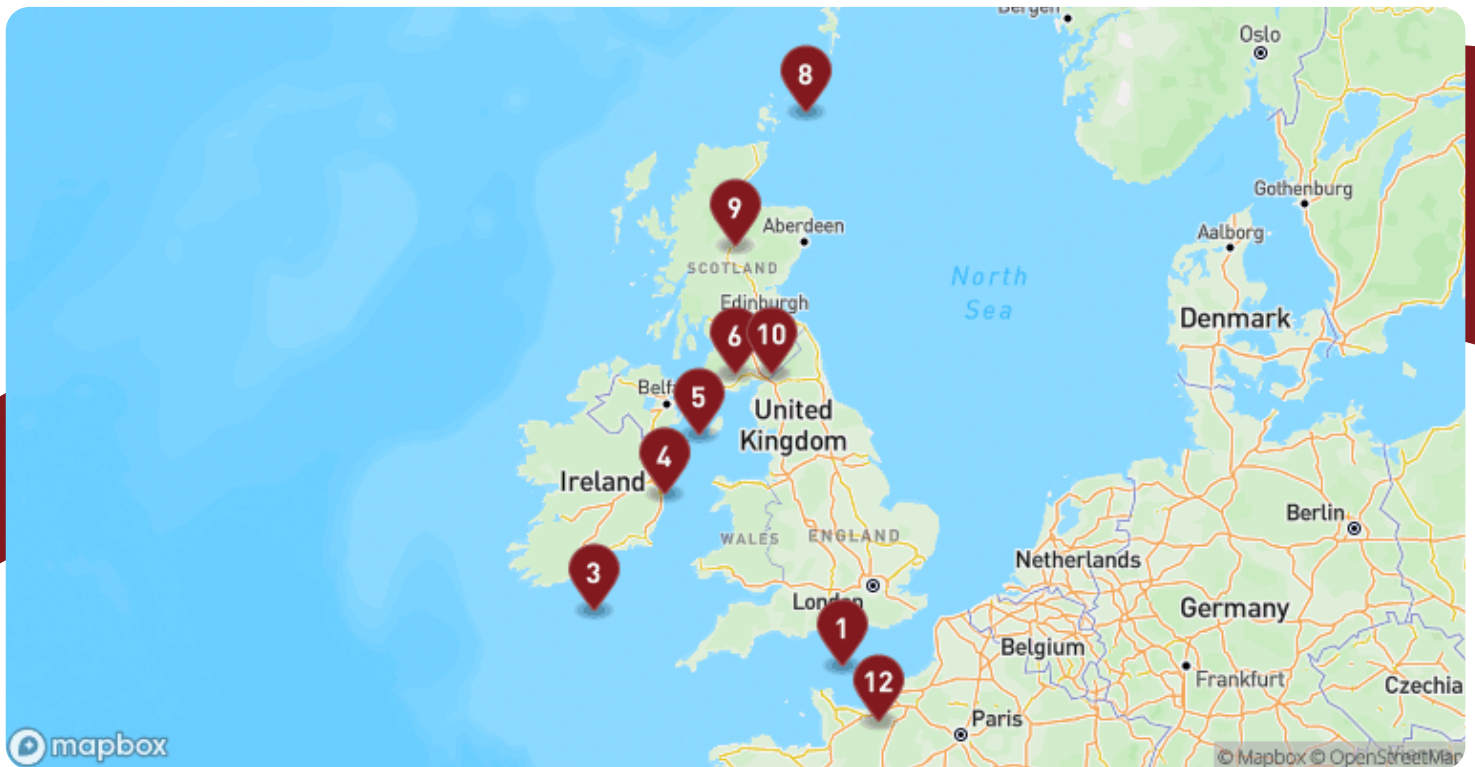 Bergen
Oslo
8
Gothenburg
9
Aberdeen
Aalborg
SCOTLAND
North
Sea
Edinburgh
Denmark
6
10
Belfa
5
United
Kingdom
4
Ireland
Berlin
WALES
ENGLAND
Netherlands
3
London
Germany
1
Belgium
Frankfurt
12
Czechia
Paris
mapbox
© Mapbox © OpenStreetMap